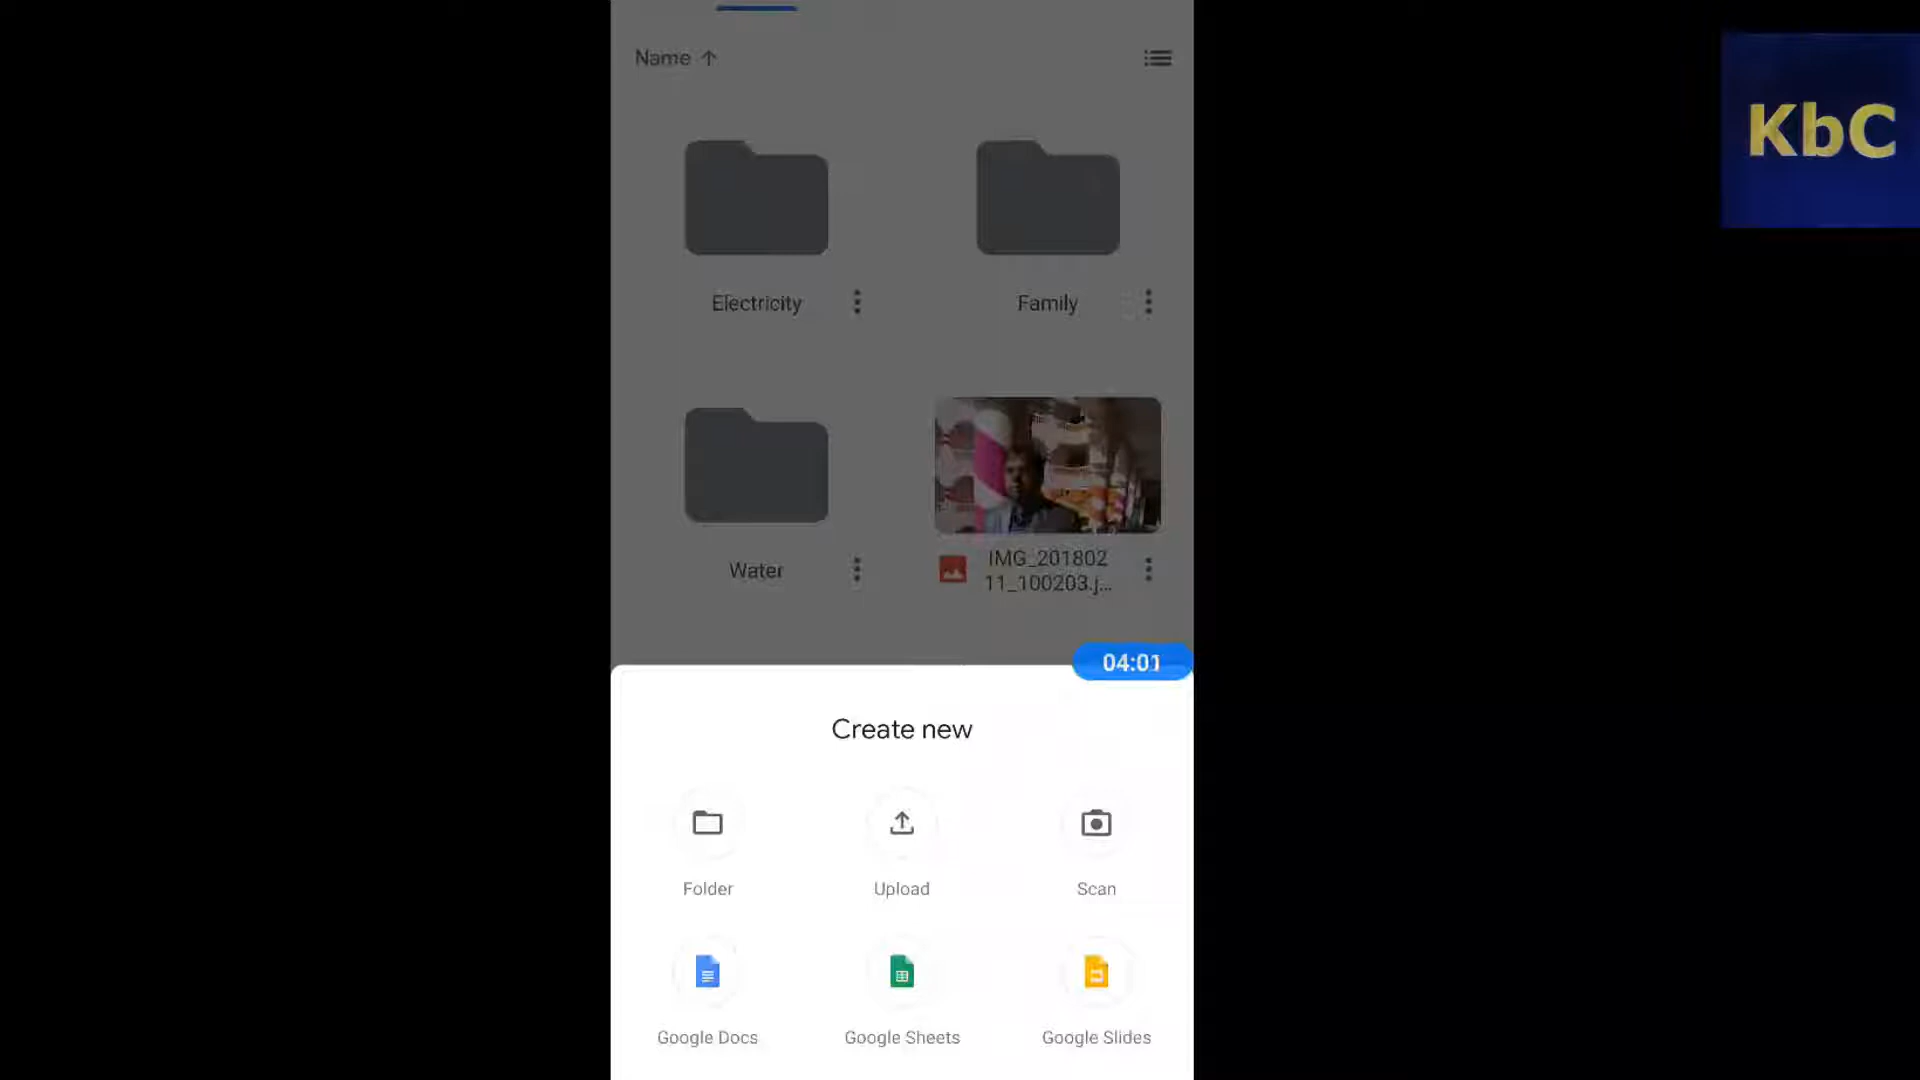 Name
KbC
Electricity
Family
Water
IMG_201802
11_100203.j...
04:01
Create new
Folder
Upload
Scan
Google Docs
Google Sheets
Google Slides